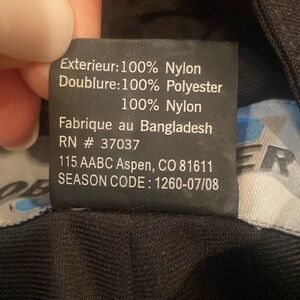 Exterieur:100% Nylon
Doublure:100% Polyester
100% Nylon
Fabrique au Bangladesh
RN # 37037
115 AABC Aspen, CO 81611
SEASON CODE : 1260-07/08